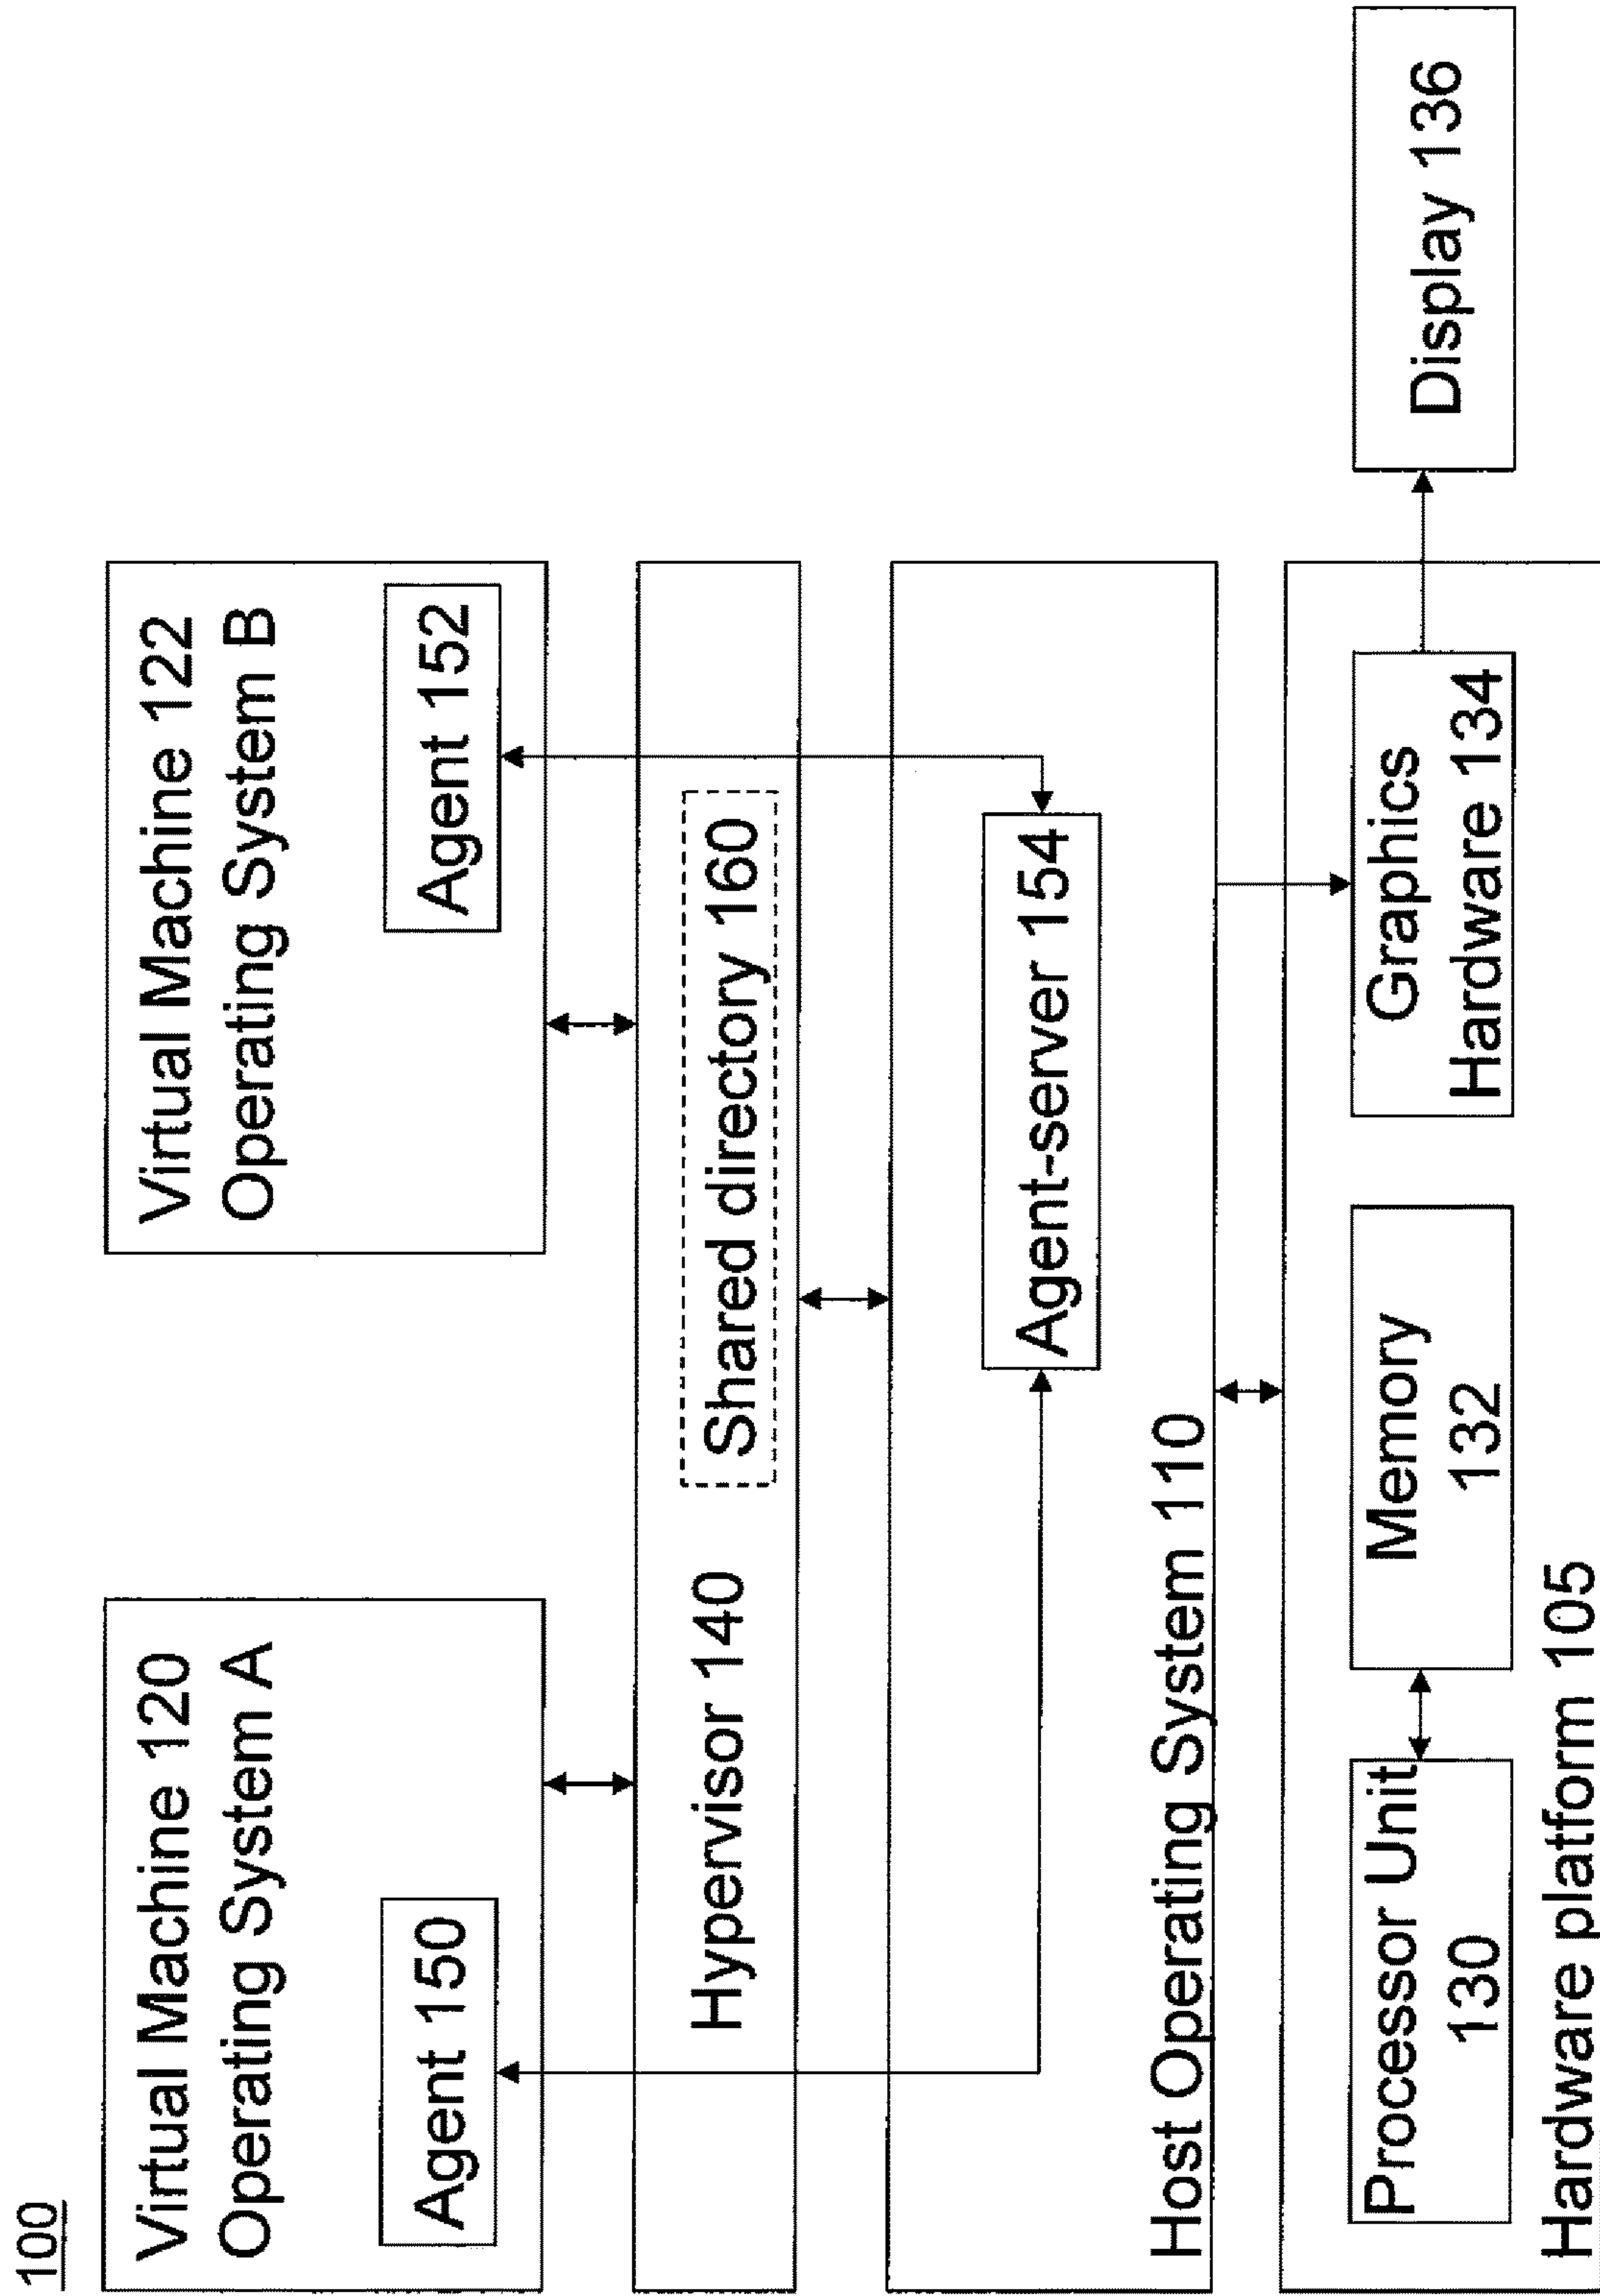 100
Virtual Machine 120
Operating System A
Agent 150
Virtual Machine 122
Operating System B
Agent 152
Hypervisor 140
Shared directory 160
Agent-server 154
Host Operating System 110
Processor Unit
130
Memory
132
Graphics
Hardware 134
Display 136
Hardware platform 105